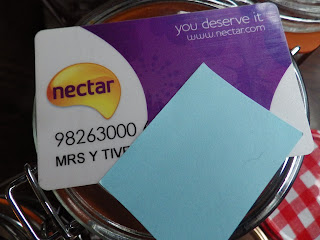 you deserve it
www.nectar.com
nectar
98263000
MRS Y TIVE